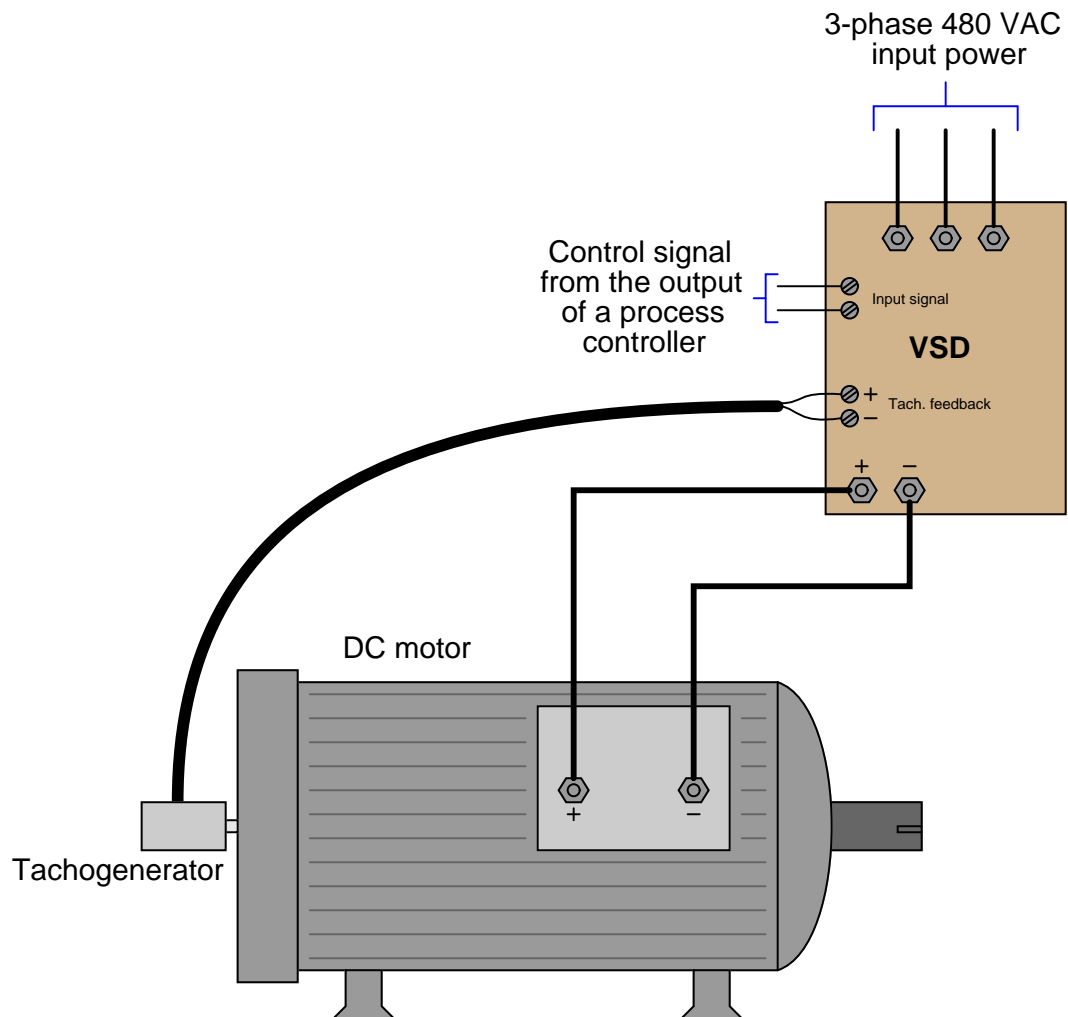 3-phase 480 VAC
input power
Control signal
from the output
of a process
controller
Input signal
VSD
+
Tach. feedback
−
+ −
DC motor
+ −
Tachogenerator